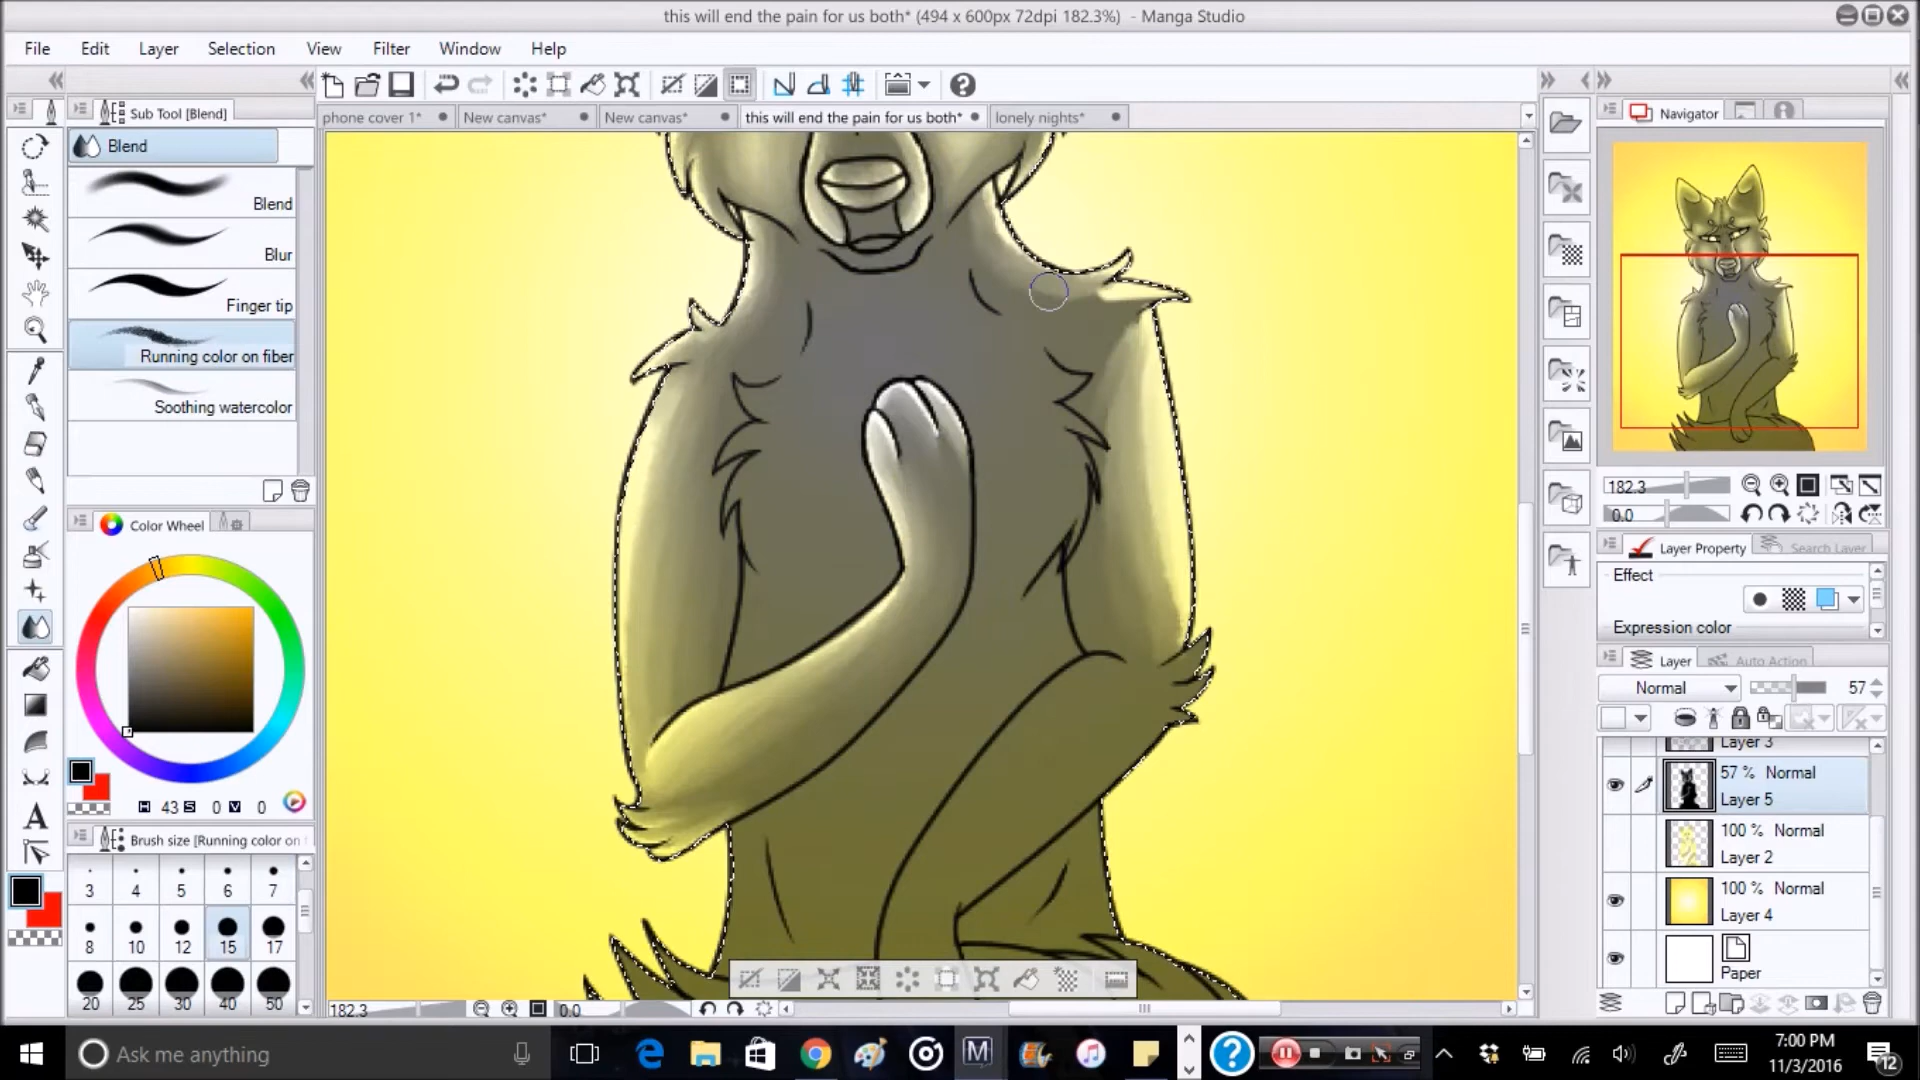 this will end the pain for us both* (494 x 600px 72dpi 182.3%)  - Manga Studio
File Edit Layer Selection View Filter Window Help
Sub Tool [Blend]
phone cover 1* New canvas* New canvas* this will end the pain for us both* lonely nights*
Navigator
Blend
Blend
Blur
Finger tip
Running color on fiber
Soothing watercolor
182.3
0.0
Color Wheel
Layer Property Search Layer
Effect
Expression color
Layer Auto Action
Normal 57
Layer 3
57 % Normal
Layer 5
H 43 S 0 V 0
Brush size [Running color on f
100 % Normal
Layer 2
3 4 5 6 7
100 % Normal
Layer 4
8 10 12 15 17
Paper
20 25 30 40 50
182.3 0.0
Ask me anything
M
?
7:00 PM
11/3/2016
12